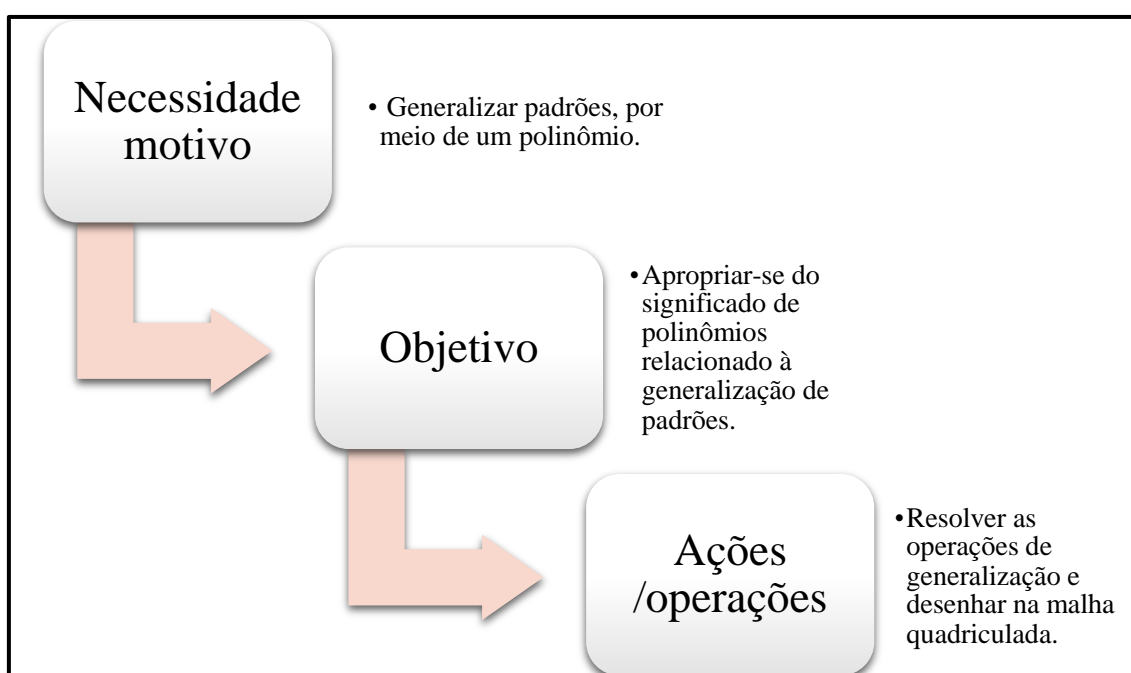 Necessidade
motivo
• Generalizar padrões, por
meio de um polinômio.
Objetivo
•Apropriar-se do
significado de
polinômios
relacionado à
generalização de
padrões.
Ações
/operações
•Resolver as
operações de
generalização e
desenhar na malha
quadriculada.